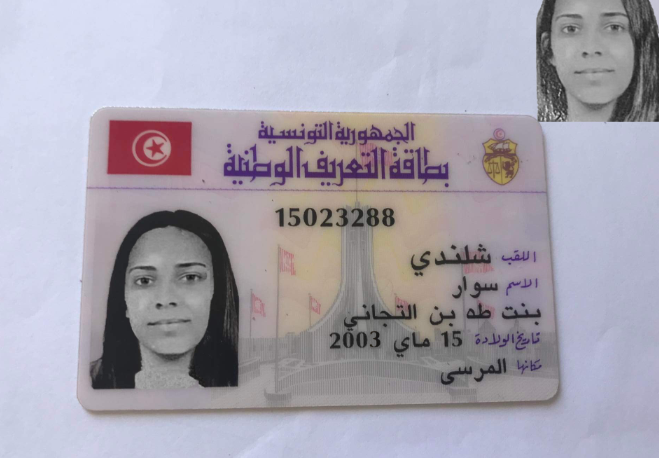 الجمهورية التونسية
بطاقة التعريف الوطنية
15023288
اللقب شلندي
الاسم سوار
بنت طه بن التجاني
تاريخ الولادة 15 ماي 2003
مكانها المرسى